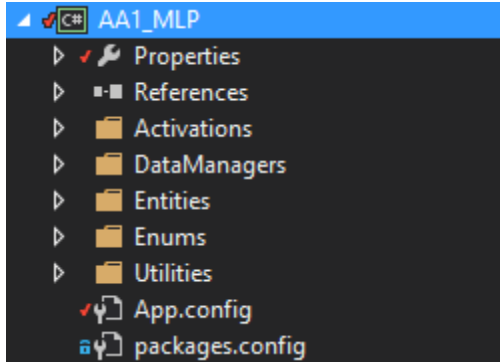 C# AA1_MLP
Properties
References
Activations
DataManagers
Entities
Enums
Utilities
App.config
packages.config